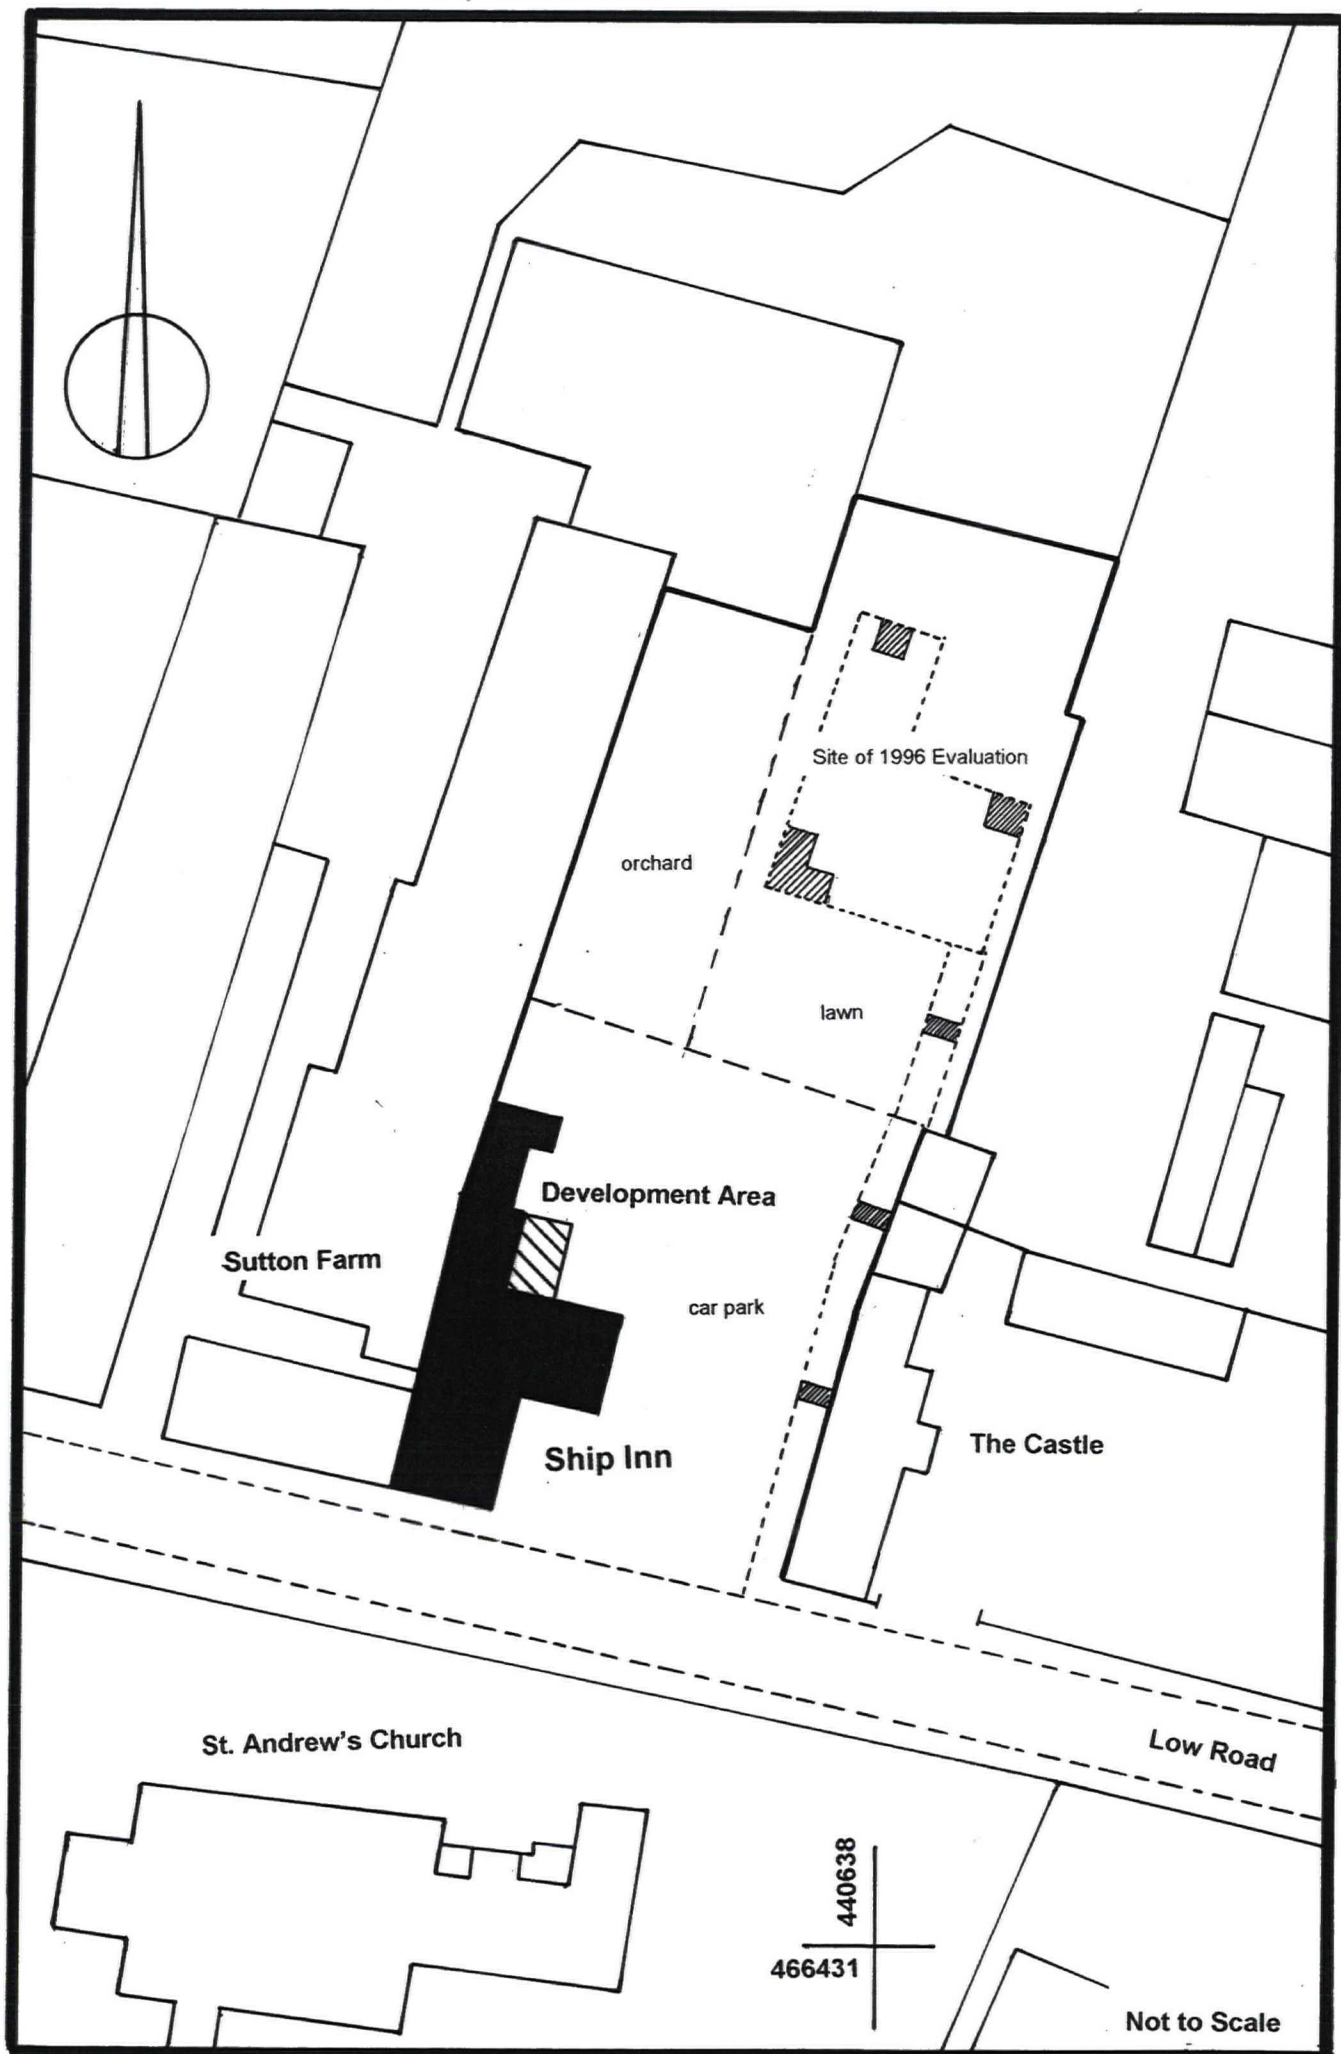 Site of 1996 Evaluation
orchard
lawn
Development Area
Sutton Farm
car park
Ship Inn
The Castle
St. Andrew's Church
Low Road
440638
466431
Not to Scale